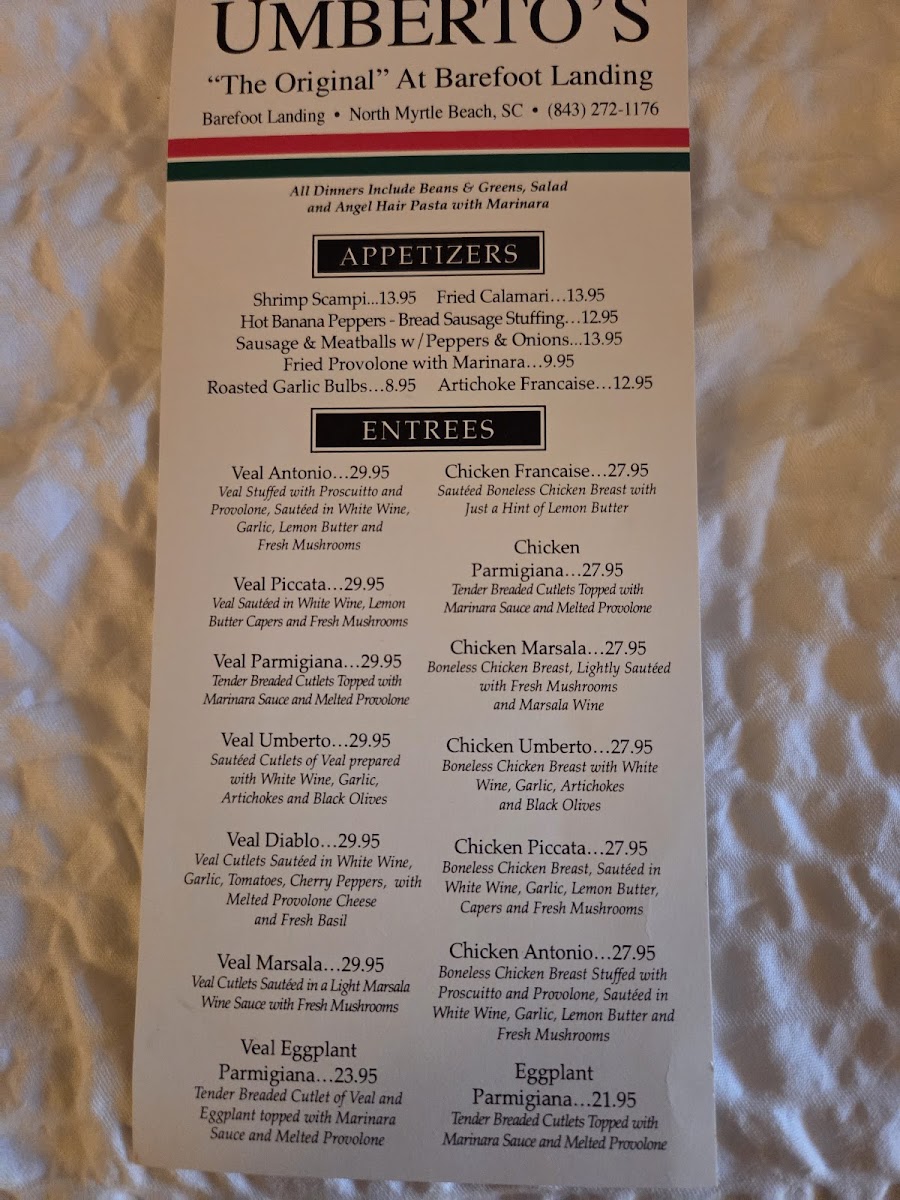 UMBERTO'S
"The Original" At Barefoot Landing
Barefoot Landing • North Myrtle Beach, SC • (843) 272-1176
All Dinners Include Beans & Greens, Salad
and Angel Hair Pasta with Marinara
APPETIZERS
Shrimp Scampi...13.95 Fried Calamari...13.95
Hot Banana Peppers - Bread Sausage Stuffing...12.95
Sausage & Meatballs w/Peppers & Onions...13.95
Fried Provolone with Marinara...9.95
Roasted Garlic Bulbs...8.95 Artichoke Francaise...12.95
ENTREES
Veal Antonio...29.95
Veal Stuffed with Proscuitto and
Provolone, Sautéed in White Wine,
Garlic, Lemon Butter and
Fresh Mushrooms
Veal Piccata...29.95
Veal Sautéed in White Wine, Lemon
Butter Capers and Fresh Mushrooms
Veal Parmigiana...29.95
Tender Breaded Cutlets Topped with
Marinara Sauce and Melted Provolone
Veal Umberto...29.95
Sautéed Cutlets of Veal prepared
with White Wine, Garlic,
Artichokes and Black Olives
Veal Diablo...29.95
Veal Cutlets Sautéed in White Wine,
Garlic, Tomatoes, Cherry Peppers, with
Melted Provolone Cheese
and Fresh Basil
Veal Marsala...29.95
Veal Cutlets Sautéed in a Light Marsala
Wine Sauce with Fresh Mushrooms
Veal Eggplant
Parmigiana...23.95
Tender Breaded Cutlet of Veal and
Eggplant topped with Marinara
Sauce and Melted Provolone
Chicken Francaise...27.95
Sautéed Boneless Chicken Breast with
Just a Hint of Lemon Butter
Chicken
Parmigiana...27.95
Tender Breaded Cutlets Topped with
Marinara Sauce and Melted Provolone
Chicken Marsala...27.95
Boneless Chicken Breast, Lightly Sautéed
with Fresh Mushrooms
and Marsala Wine
Chicken Umberto...27.95
Boneless Chicken Breast with White
Wine, Garlic, Artichokes
and Black Olives
Chicken Piccata...27.95
Boneless Chicken Breast, Sautéed in
White Wine, Garlic, Lemon Butter,
Capers and Fresh Mushrooms
Chicken Antonio...27.95
Boneless Chicken Breast Stuffed with
Proscuitto and Provolone, Sautéed in
White Wine, Garlic, Lemon Butter and
Fresh Mushrooms
Eggplant
Parmigiana...21.95
Tender Breaded Cutlets Topped with
Marinara Sauce and Melted Provolone